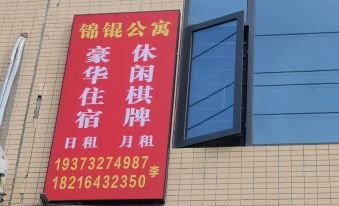 锦锟公寓
豪华住宿
休闲棋牌
日租 月租
19373274987
18216432350 李